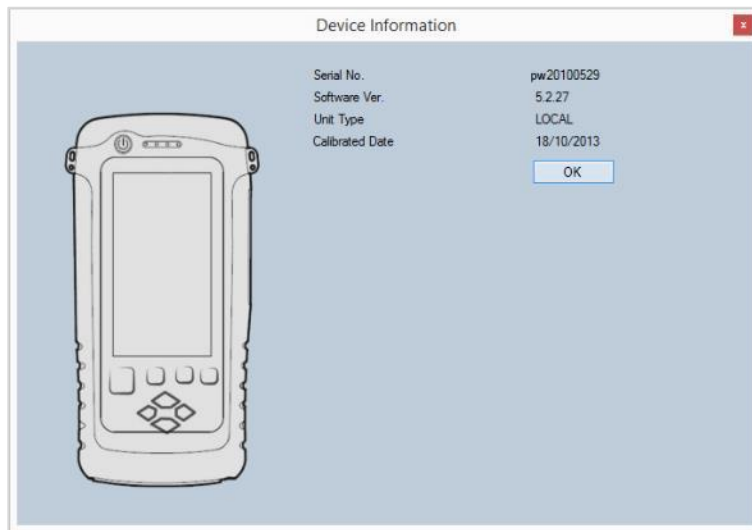 Device Information
x
Serial No. pw20100529
Software Ver. 5.2.27
Unit Type LOCAL
Calibrated Date 18/10/2013
OK